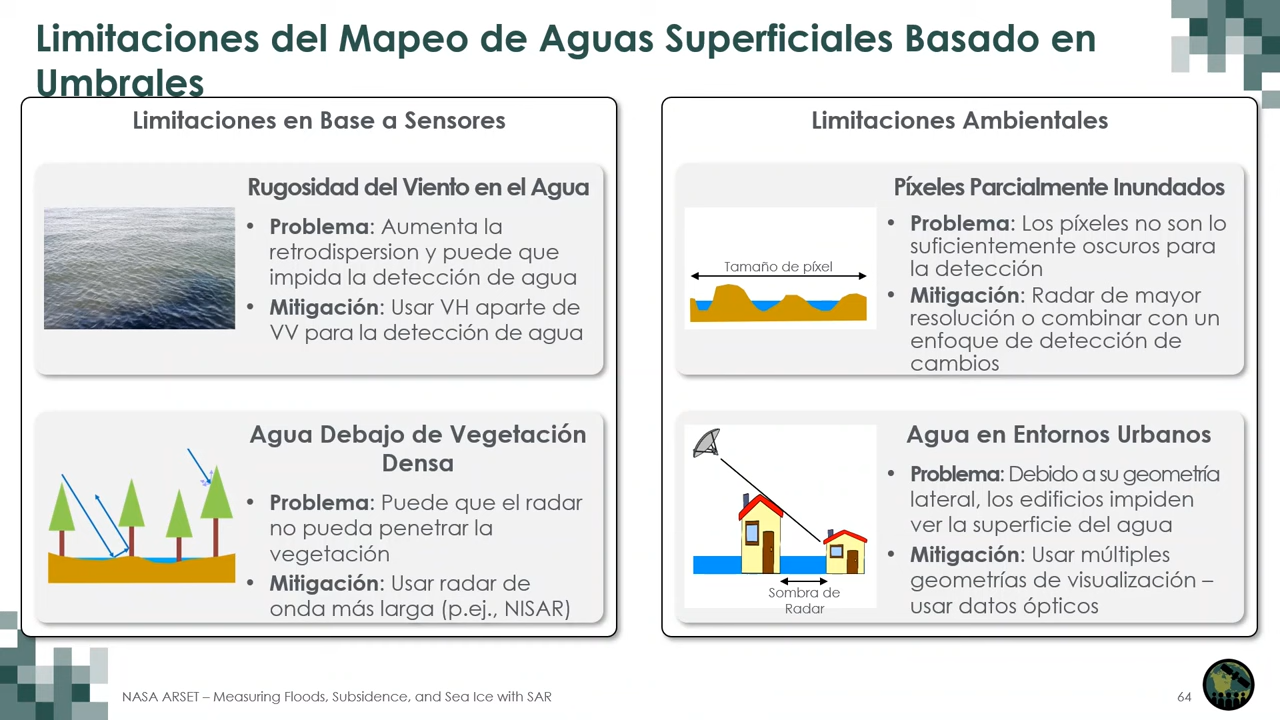 Limitaciones del Mapeo de Aguas Superficiales Basado en
Umbrales
Limitaciones en Base a Sensores
Rugosidad del Viento en el Agua
• Problema: Aumenta la
retrodispersion y puede que
impida la detección de agua
• Mitigación: Usar VH aparte de
VV para la detección de agua
Agua Debajo de Vegetación
Densa
• Problema: Puede que el radar
no pueda penetrar la
vegetación
• Mitigación: Usar radar de
onda más larga (p.ej., NISAR)
Limitaciones Ambientales
Píxeles Parcialmente Inundados
Tamaño de píxel
• Problema: Los píxeles no son lo
suficientemente oscuros para
la detección
• Mitigación: Radar de mayor
resolución o combinar con un
enfoque de detección de
cambios
Agua en Entornos Urbanos
• Problema: Debido a su geometría
lateral, los edificios impiden
ver la superficie del agua
• Mitigación: Usar múltiples
geometrías de visualización –
usar datos ópticos
Sombra de
Radar
NASA ARSET – Measuring Floods, Subsidence, and Sea Ice with SAR
64